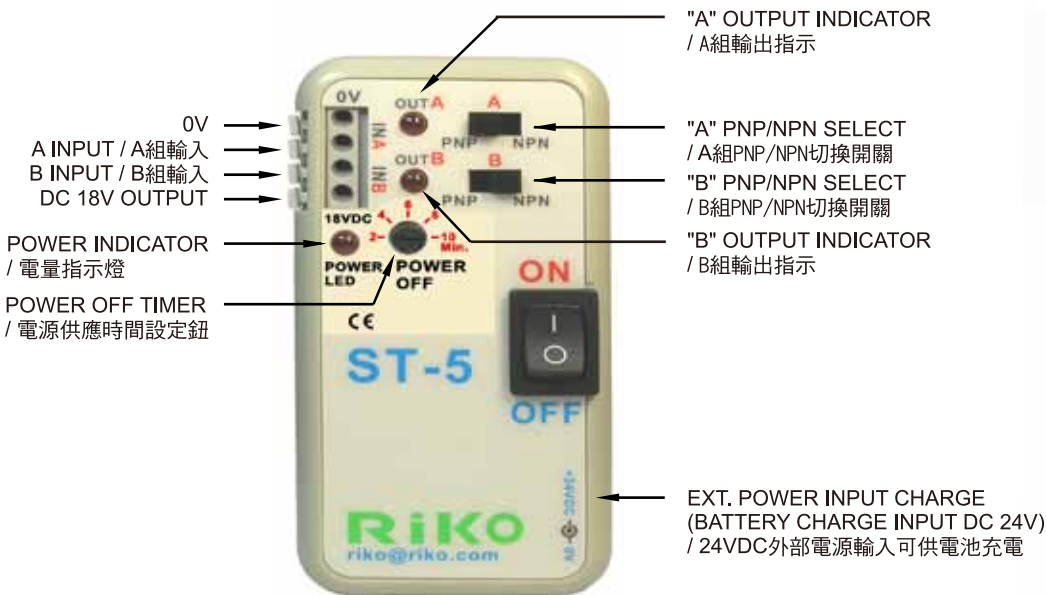 "A" OUTPUT INDICATOR
/ A組輸出指示
0V
A INPUT / A組輸入
B INPUT / B組輸入
DC 18V OUTPUT
POWER INDICATOR
/ 電量指示燈
POWER OFF TIMER
/ 電源供應時間設定鈕
0V
OUT A
A
IN A
PNP
NPN
OUT B
B
IN B
PNP
NPN
18VDC
2
4
6
8
10
Min.
POWER
LED
POWER
OFF
CE
ON
ST-5
OFF
+24VDC
0V
RiKO
riko@riko.com
"A" PNP/NPN SELECT
/ A組PNP/NPN切換開關
"B" PNP/NPN SELECT
/ B組PNP/NPN切換開關
"B" OUTPUT INDICATOR
/ B組輸出指示
EXT. POWER INPUT CHARGE
(BATTERY CHARGE INPUT DC 24V)
/ 24VDC外部電源輸入可供電池充電